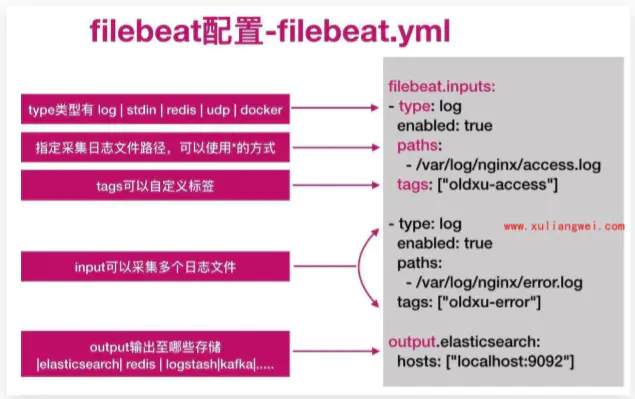 filebeat配置-filebeat.yml
type类型有 log | stdin | redis | udp | docker
指定采集日志文件路径，可以使用*的方式
tags可以自定义标签
input可以采集多个日志文件
output输出至哪些存储
|elasticsearch| redis | logstash|kafka|.....
filebeat.inputs:
- type: log
enabled: true
paths:
- /var/log/nginx/access.log
tags: ["oldxu-access"]
- type: log
www.xuliangwei.com
enabled: true
paths:
- /var/log/nginx/error.log
tags: ["oldxu-error"]
output.elasticsearch:
hosts: ["localhost:9092"]